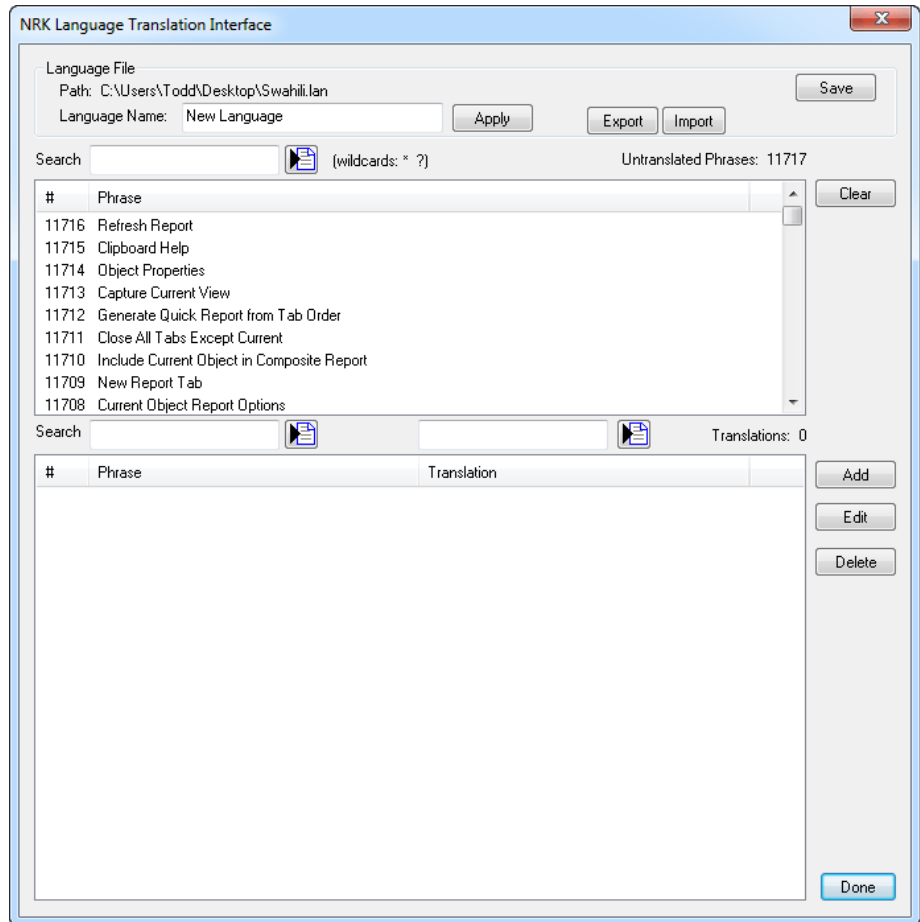 NRK Language Translation Interface
Language File
Path: C:\Users\Todd\Desktop\Swahili.lan
Save
Language Name: New Language Apply Export Import
Search (wildcards: * ?) Untranslated Phrases: 11717
# Phrase Clear
11716 Refresh Report
11715 Clipboard Help
11714 Object Properties
11713 Capture Current View
11712 Generate Quick Report from Tab Order
11711 Close All Tabs Except Current
11710 Include Current Object in Composite Report
11709 New Report Tab
11708 Current Object Report Options
Search Translations: 0
# Phrase Translation Add
Edit
Delete
Done